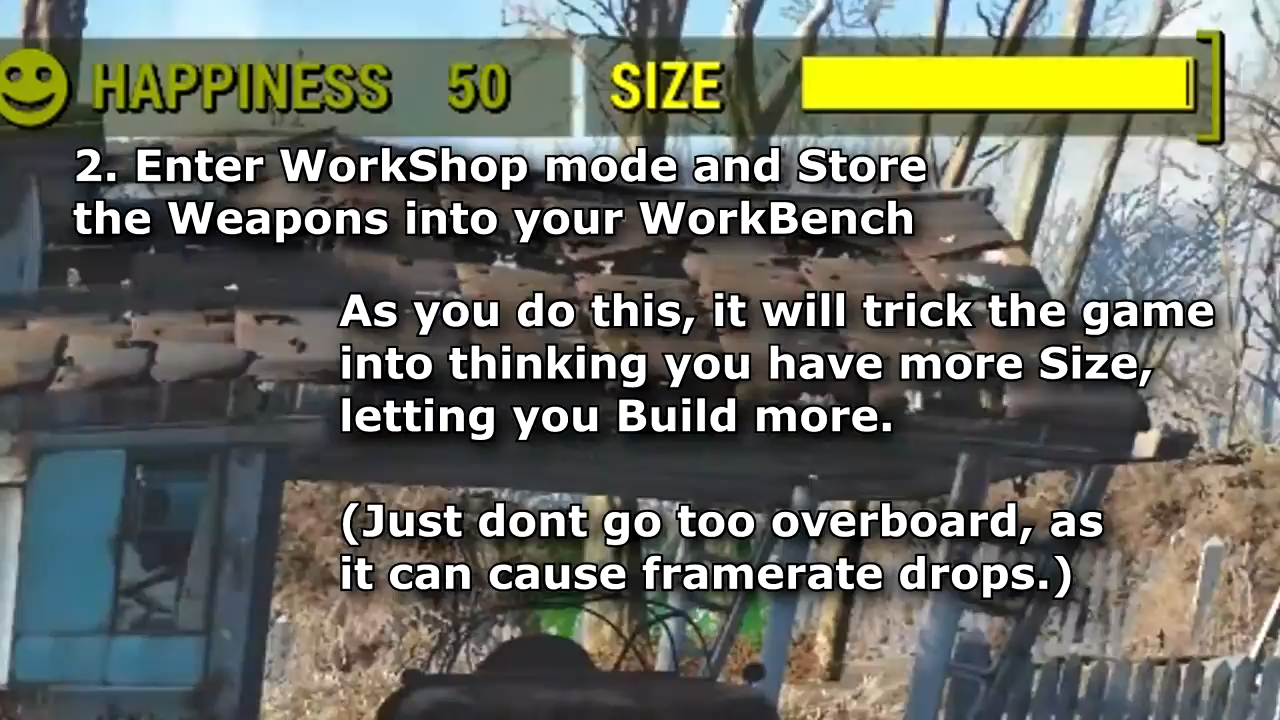 HAPPINESS 50 SIZE
2. Enter WorkShop mode and Store
the Weapons into your WorkBench
As you do this, it will trick the game
into thinking you have more Size,
letting you Build more.
(Just dont go too overboard, as
it can cause framerate drops.)